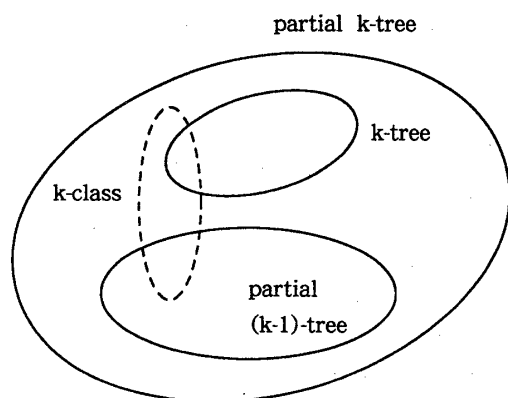 partial k-tree
k-tree
k-class
partial
(k-1)-tree